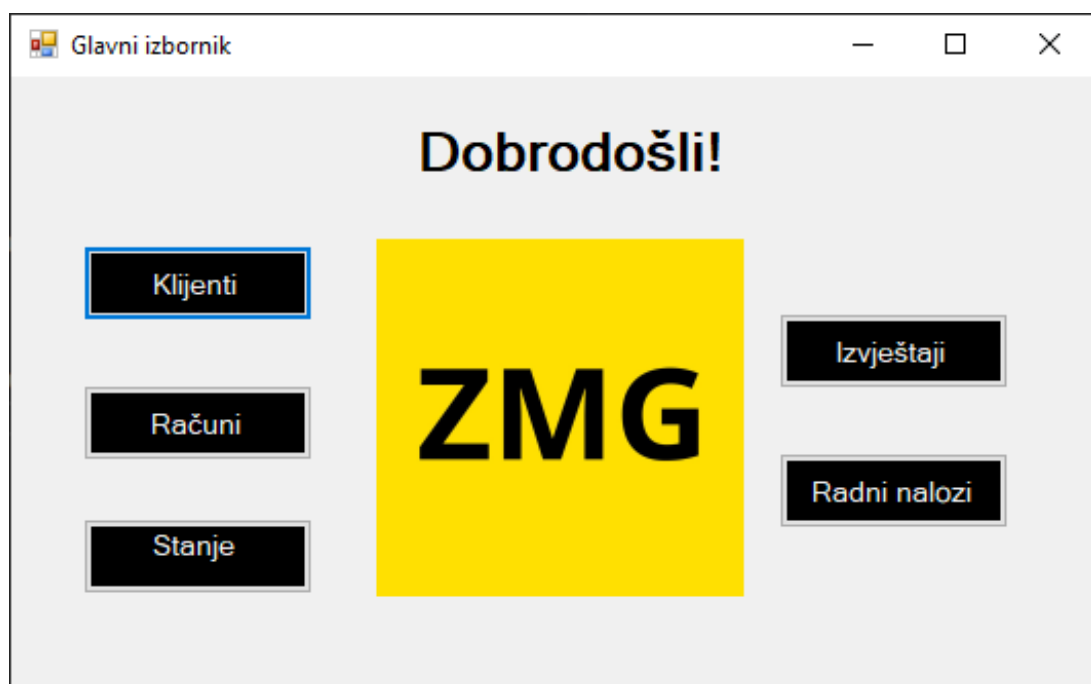 Glavni izbornik
Dobrodošli!
Klijenti
Računi
Stanje
ZMG
Izvještaji
Radni nalozi